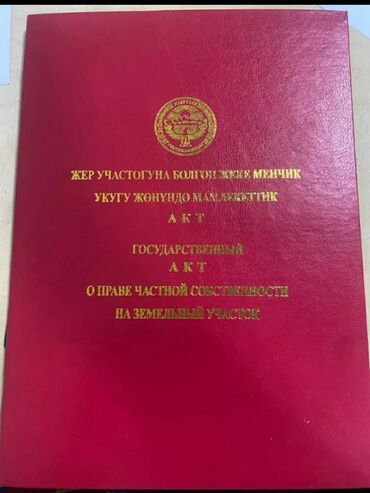 ЖЕР УЧАСТОГУНА БОЛГОН ЖЕКЕ МЕНЧИК
УКУГУ ЖӨНҮНДӨ МАМЛЕКЕТТИК
АКТ
ГОСУДАРСТВЕННЫЙ
АКТ
О ПРАВЕ ЧАСТНОЙ СОБСТВЕННОСТИ
НА ЗЕМЕЛЬНЫЙ УЧАСТОК